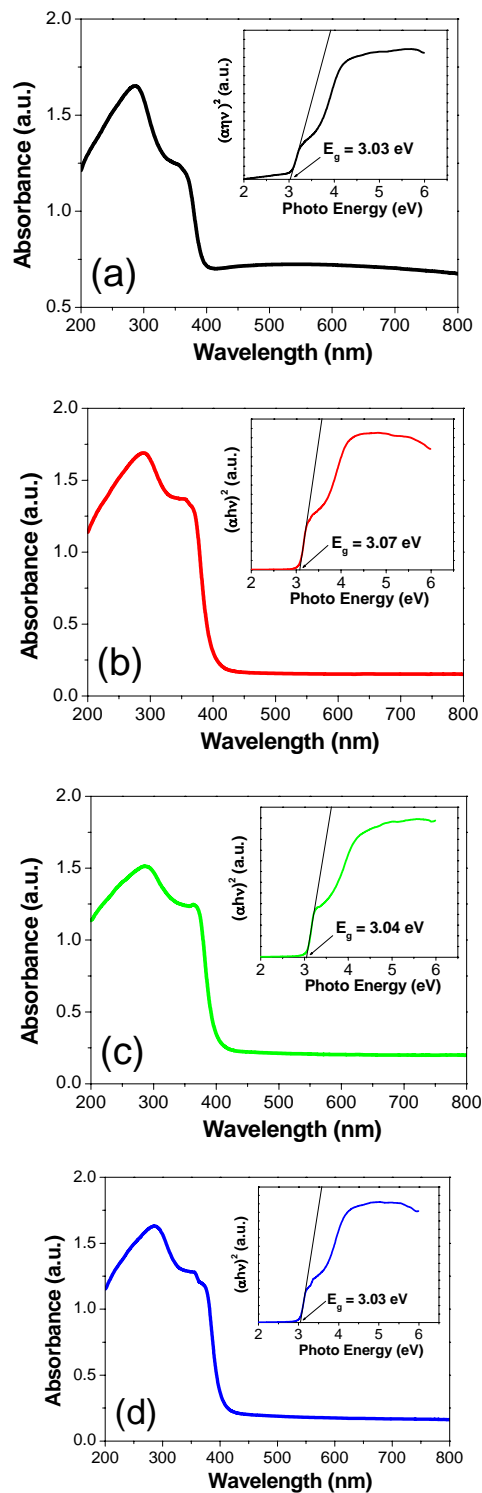 2.0
1.5
1.0
0.5
Absorbance (a.u.)
200 300 400 500 600 700 800
Wavelength (nm)
(a)
(αην )²(a.u.)
E_g = 3.03 eV
2 3 4 5 6
Photo Energy (eV)
2.0
1.5
1.0
0.5
0.0
Absorbance (a.u.)
200 300 400 500 600 700 800
Wavelength (nm)
(b)
(αhν)² (a.u.)
E_g = 3.07 eV
2 3 4 5 6
Photo Energy (eV)
2.0
1.5
1.0
0.5
0.0
Absorbance (a.u.)
200 300 400 500 600 700 800
Wavelength (nm)
(c)
(αhν)² (a.u.)
E_g = 3.04 eV
2 3 4 5 6
Photo Energy (eV)
2.0
1.5
1.0
0.5
0.0
Absorbance (a.u.)
200 300 400 500 600 700 800
Wavelength (nm)
(d)
(αhν)² (a.u.)
E_g = 3.03 eV
2 3 4 5 6
Photo Energy (eV)